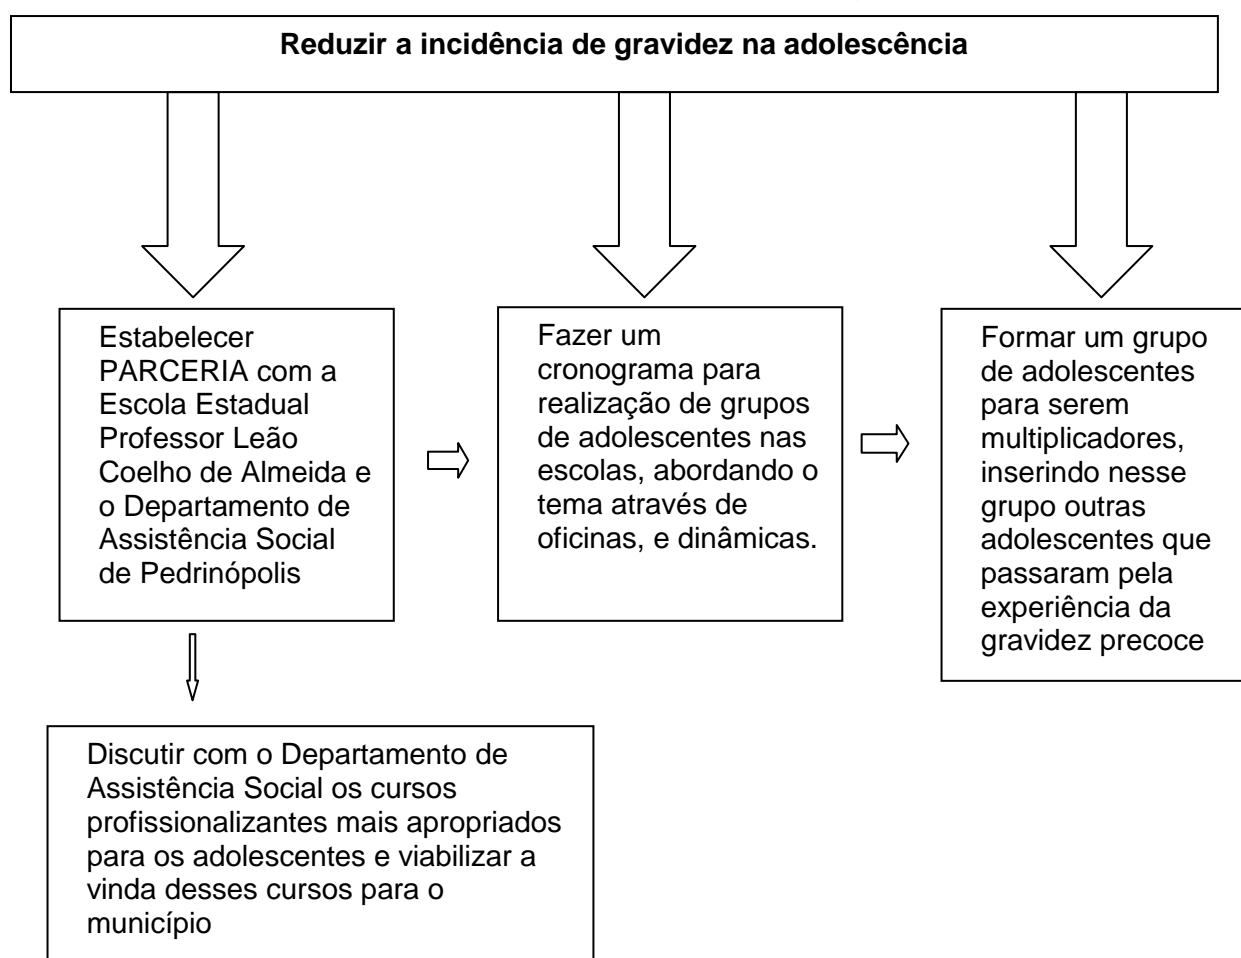 Reduzir a incidência de gravidez na adolescência
Estabelecer
PARCERIA com a
Escola Estadual
Professor Leão
Coelho de Almeida e
o Departamento de
Assistência Social
de Pedrinópolis
Fazer um
cronograma para
realização de grupos
de adolescentes nas
escolas, abordando o
tema através de
oficinas, e dinâmicas.
Formar um grupo
de adolescentes
para serem
multiplicadores,
inserindo nesse
grupo outras
adolescentes que
passaram pela
experiência da
gravidez precoce
Discutir com o Departamento de
Assistência Social os cursos
profissionalizantes mais apropriados
para os adolescentes e viabilizar a
vinda desses cursos para o
município